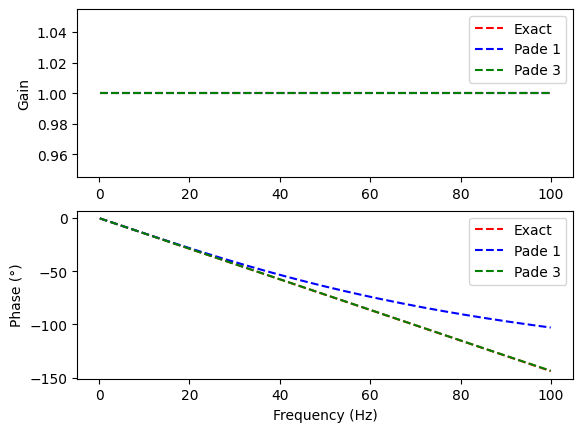 1.04
1.02
1.00
0.98
0.96
Gain
Exact
Pade 1
Pade 3
0 20 40 60 80 100
0
−50
−100
−150
Phase (°)
Exact
Pade 1
Pade 3
0 20 40 60 80 100
Frequency (Hz)